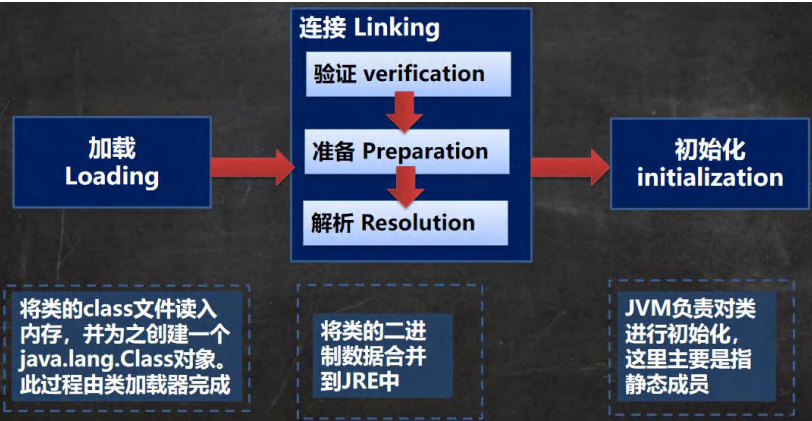 连接 Linking
验证 verification
准备 Preparation
解析 Resolution
加载
Loading
初始化
initialization
将类的class文件读入
内存，并为之创建一个
java.lang.Class对象。
此过程由类加载器完成
将类的二进
制数据合并
到JRE中
JVM负责对类
进行初始化，
这里主要是指
静态成员